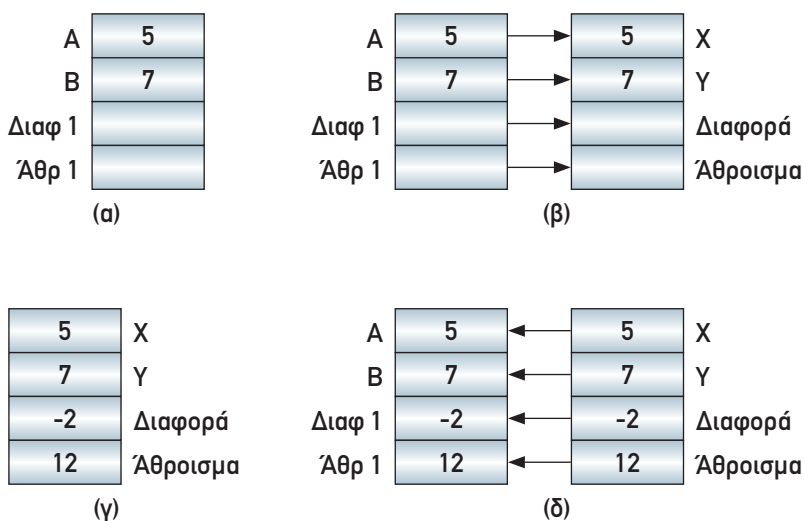 A 5
B 7
Διαφ 1
Άθρ 1
(α)
A 5 5 X
B 7 7 Y
Διαφ 1 Διαφορά
Άθρ 1 Άθροισμα
(β)
5 X
7 Y
-2 Διαφορά
12 Άθροισμα
(γ)
A 5 5 X
B 7 7 Y
Διαφ 1 -2 -2 Διαφορά
Άθρ 1 12 12 Άθροισμα
(δ)